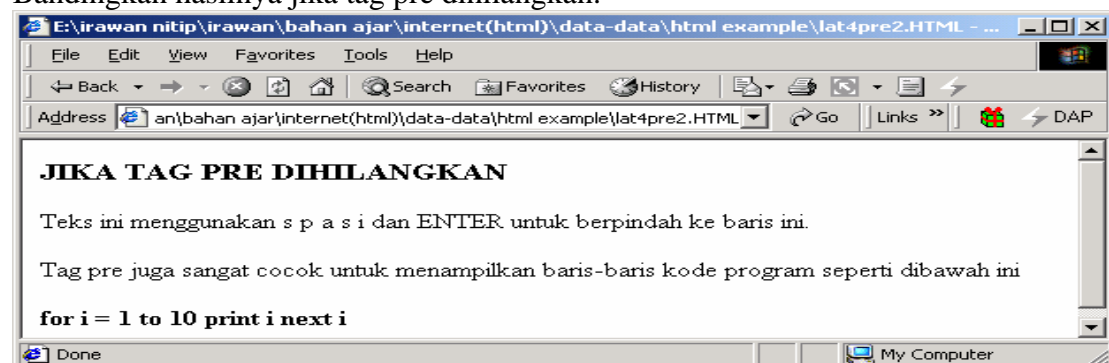 Bandingkan hasilnya jika tag pre dihilangkan.
E:\irawan nitip\irawan\bahan ajar\internet(html)\data-data\html example\lat4pre2.HTML - ...
File Edit View Favorites Tools Help
Back Search Favorites History
Address an\bahan ajar\internet(html)\data-data\html example\lat4pre2.HTML Go Links » DAP
JIKA TAG PRE DIHILANGKAN
Teks ini menggunakan s p a s i dan ENTER untuk berpindah ke baris ini.
Tag pre juga sangat cocok untuk menampilkan baris-baris kode program seperti dibawah ini
for i = 1 to 10 print i next i
Done My Computer